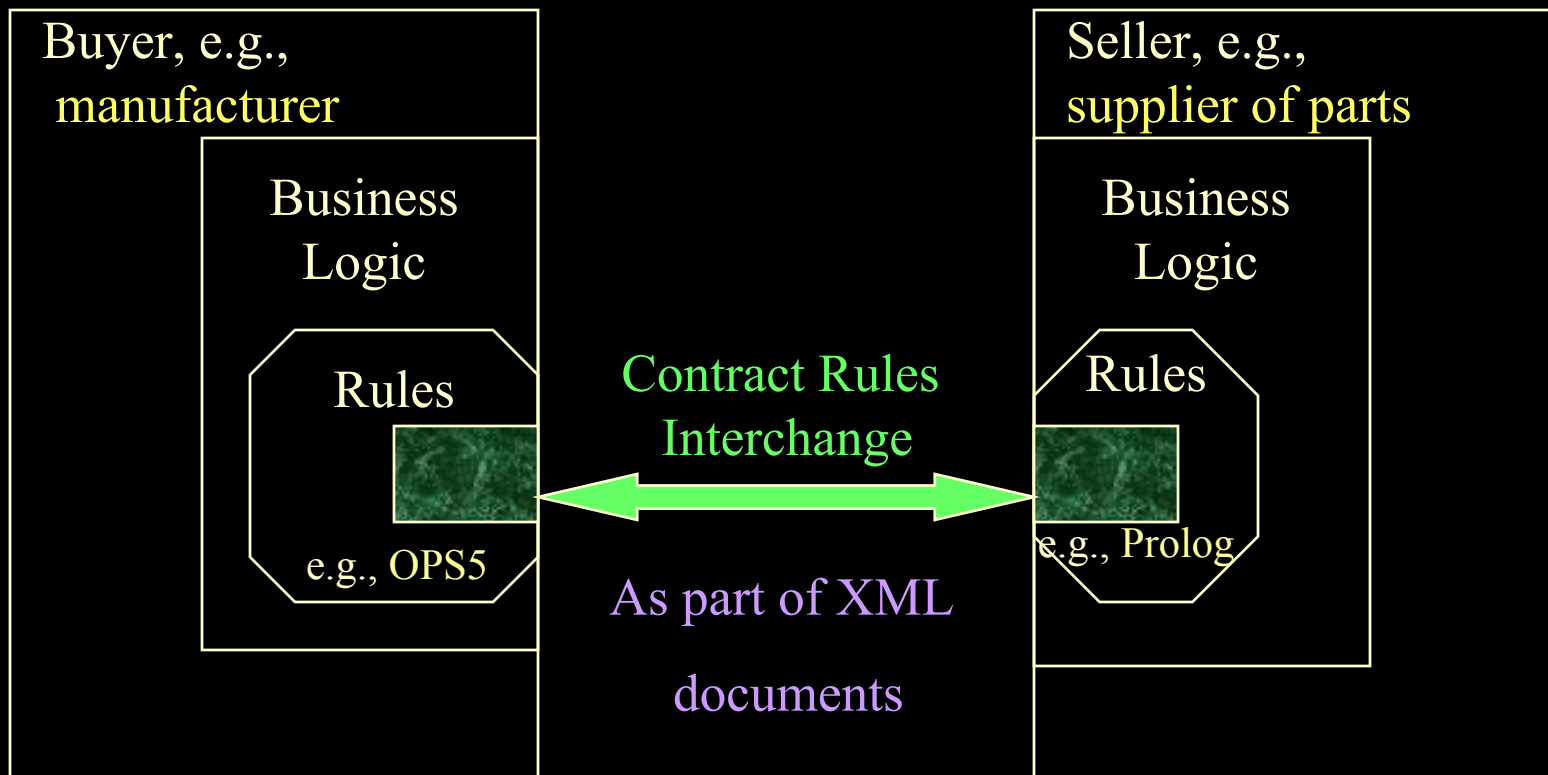 Buyer, e.g.,
manufacturer
Business
Logic
Rules
e.g., OPS5
Contract Rules
Interchange
As part of XML
documents
Seller, e.g.,
supplier of parts
Business
Logic
Rules
e.g., Prolog